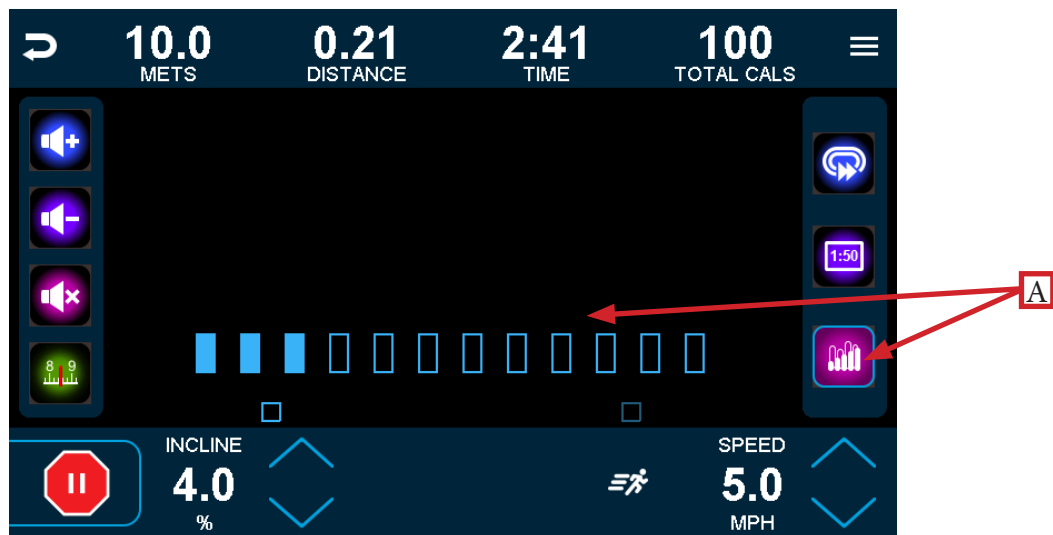 10.0 0.21 2:41 100
METS DISTANCE TIME TOTAL CALS
1:50
A
8 9
INCLINE SPEED
4.0 5.0
% MPH